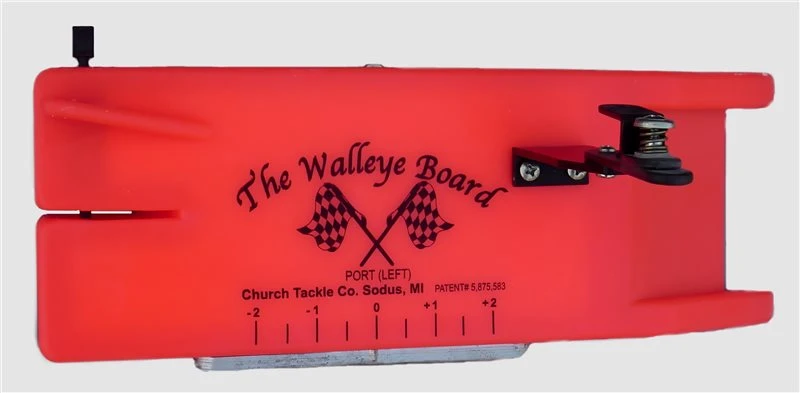 The Walleye Board
PORT (LEFT)
Church Tackle Co. Sodus, MI PATENT# 5,875,583
-2 -1 0 +1 +2